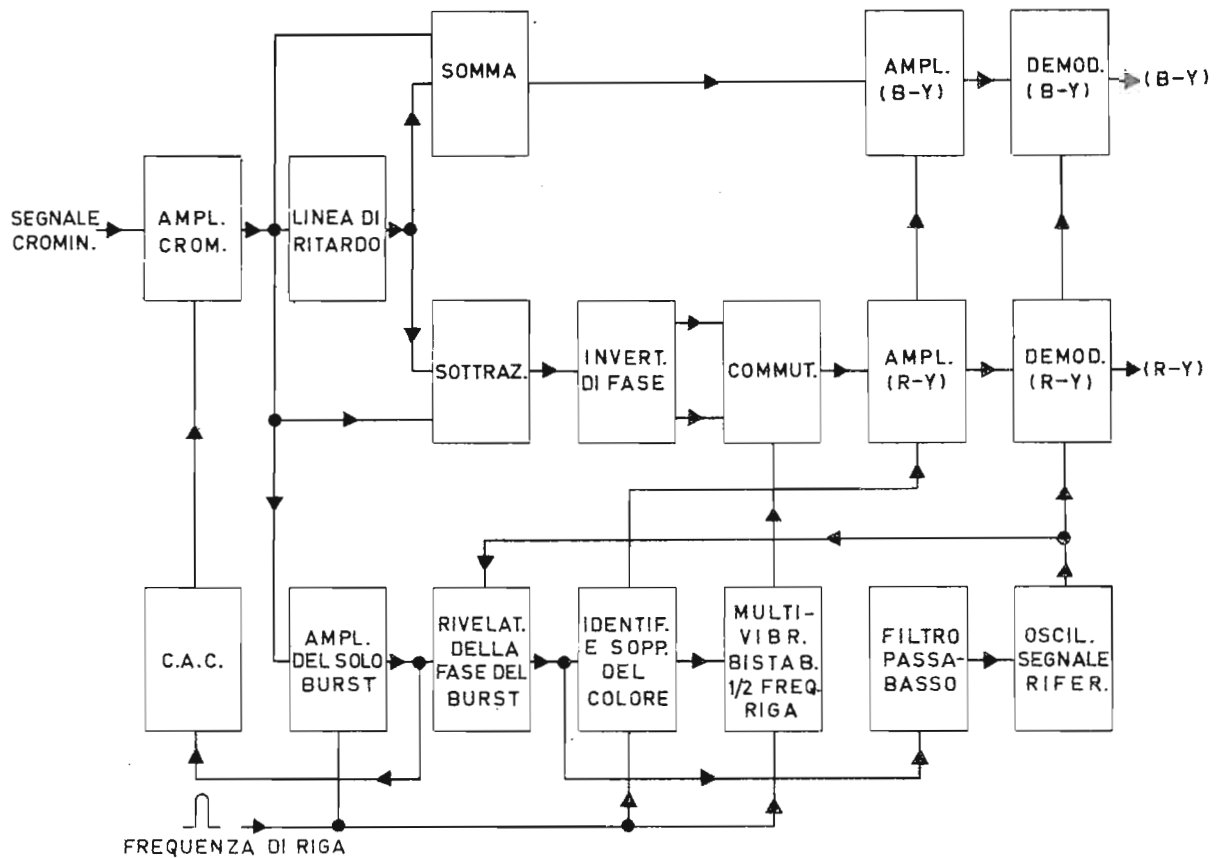 SOMMA
AMPL.
(B-Y)
DEMOD.
(B-Y)
(B-Y)
SEGNALE
CROMIN.
AMPL.
CROM.
LINEA DI
RITARDO
SOTTRAZ.
INVERT.
DI FASE
COMMUT.
AMPL.
(R-Y)
DEMOD.
(R-Y)
(R-Y)
C.A.C.
AMPL.
DEL SOLO
BURST
RIVELAT.
DELLA
FASE DEL
BURST
IDENTIF.
E SOPP.
DEL
COLORE
MULTI-
VIBR.
BISTAB.
1/2 FREQ.
RIGA
FILTRO
PASSA-
BASSO
OSCIL.
SEGNALE
RIFER.
FREQUENZA DI RIGA